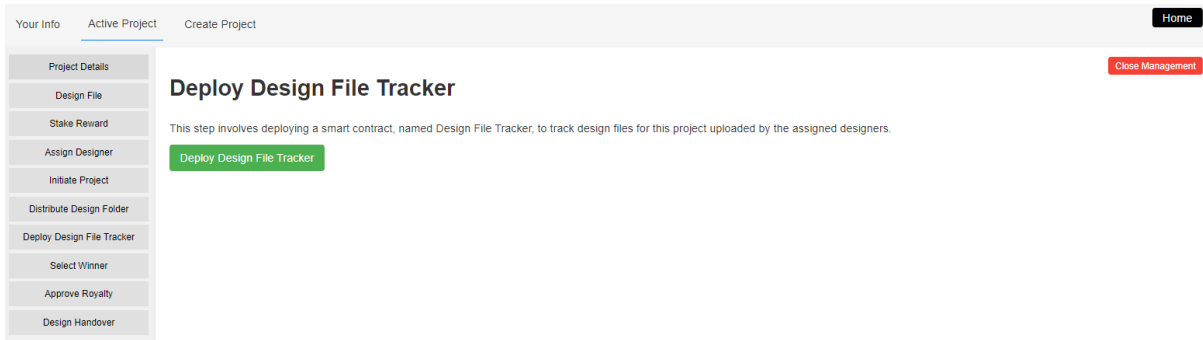 Your Info
Active Project
Create Project
Home
Project Details
Design File
Stake Reward
Assign Designer
Initiate Project
Distribute Design Folder
Deploy Design File Tracker
Select Winner
Approve Royalty
Design Handover
Close Management
Deploy Design File Tracker
This step involves deploying a smart contract, named Design File Tracker, to track design files for this project uploaded by the assigned designers.
Deploy Design File Tracker